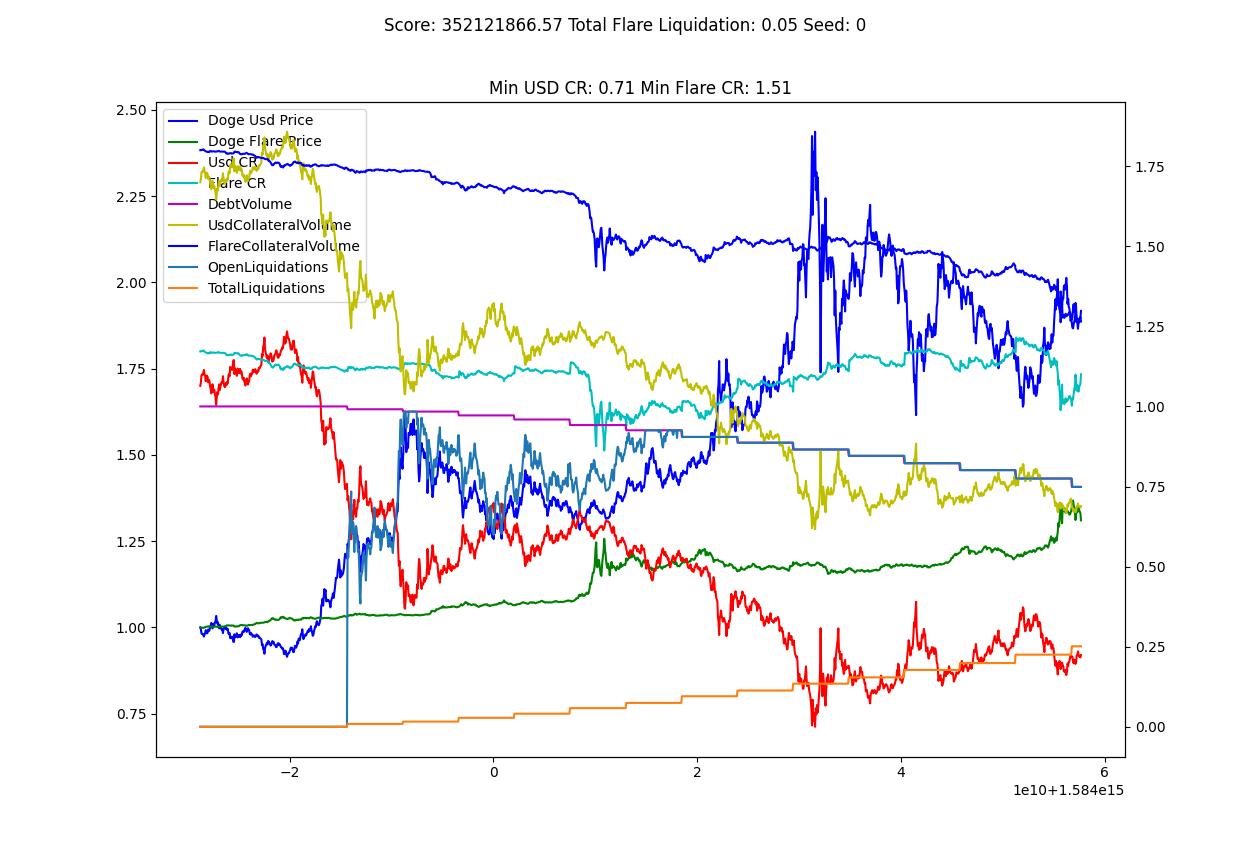 Score: 352121866.57 Total Flare Liquidation: 0.05 Seed: 0
Min USD CR: 0.71 Min Flare CR: 1.51
Doge Usd Price
Doge Flare Price
Usd CR
Flare CR
DebtVolume
UsdCollateralVolume
FlareCollateralVolume
OpenLiquidations
TotalLiquidations
2.50
2.25
2.00
1.75
1.50
1.25
1.00
0.75
1.75
1.50
1.25
1.00
0.75
0.50
0.25
0.00
−2 0 2 4 6
1e10+1.584e15